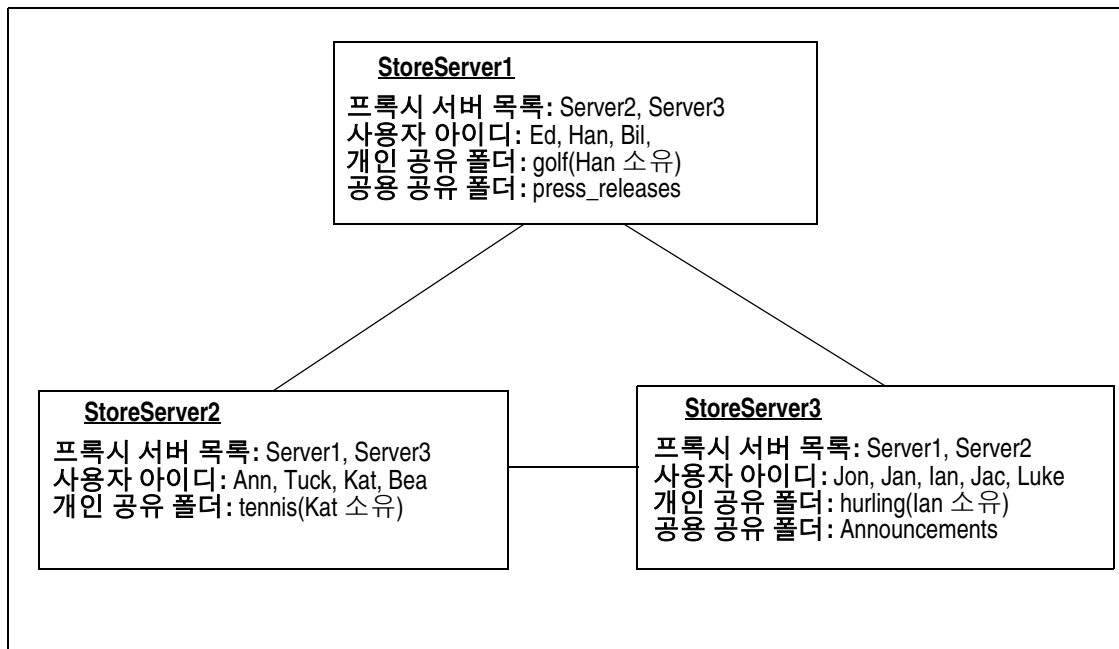 StoreServer1
프록시 서버 목록: Server2, Server3
사용자 아이디: Ed, Han, Bil,
개인 공유 폴더: golf(Han 소유)
공용 공유 폴더: press_releases
StoreServer2
프록시 서버 목록: Server1, Server3
사용자 아이디: Ann, Tuck, Kat, Bea
개인 공유 폴더: tennis(Kat 소유)
StoreServer3
프록시 서버 목록: Server1, Server2
사용자 아이디: Jon, Jan, Ian, Jac, Luke
개인 공유 폴더: hurling(Ian 소유)
공용 공유 폴더: Announcements